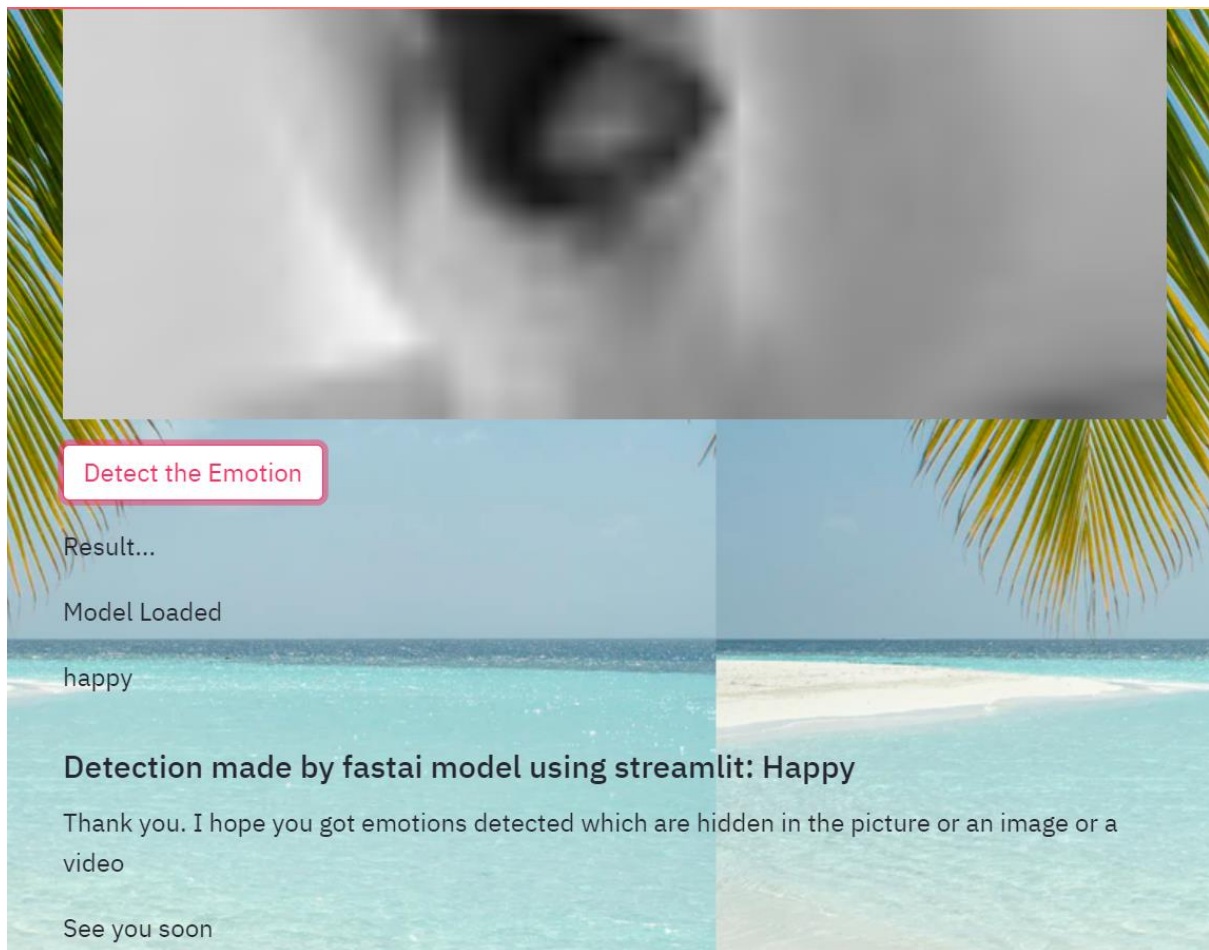 Detect the Emotion
Result...
Model Loaded
happy
Detection made by fastai model using streamlit: Happy
Thank you. I hope you got emotions detected which are hidden in the picture or an image or a
video
See you soon